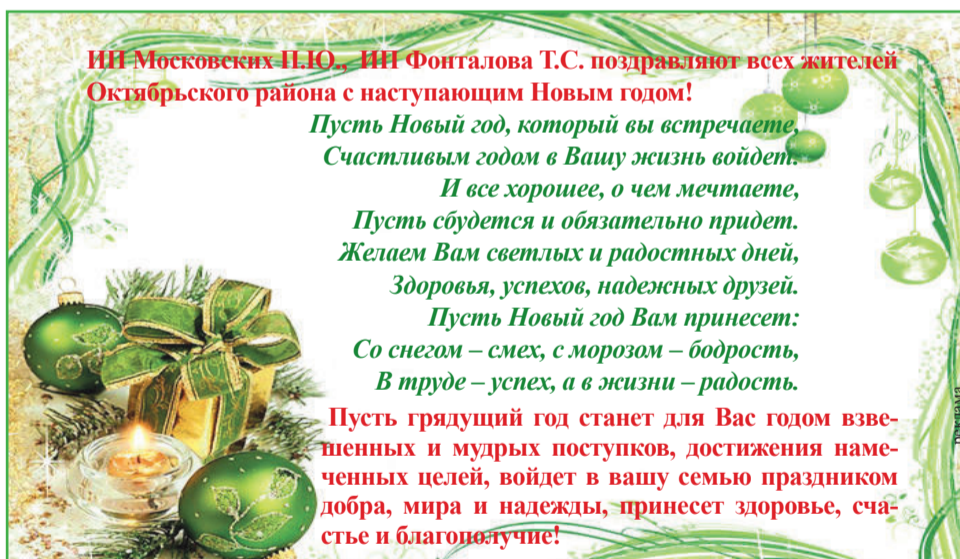 ИП Московских П.Ю., ИП Фонталова Т.С. поздравляют всех жителей
Октябрьского района с наступающим Новым годом!
Пусть Новый год, который вы встречаете,
Счастливым годом в Вашу жизнь войдет.
И все хорошее, о чем мечтаете,
Пусть сбудется и обязательно придет.
Желаем Вам светлых и радостных дней,
Здоровья, успехов, надежных друзей.
Пусть Новый год Вам принесет:
Со снегом – смех, с морозом – бодрость,
В труде – успех, а в жизни – радость.
Пусть грядущий год станет для Вас годом взве-
шенных и мудрых поступков, достижения наме-
ченных целей, войдет в вашу семью праздником
добра, мира и надежды, принесет здоровье, сча-
стье и благополучие!
реклама